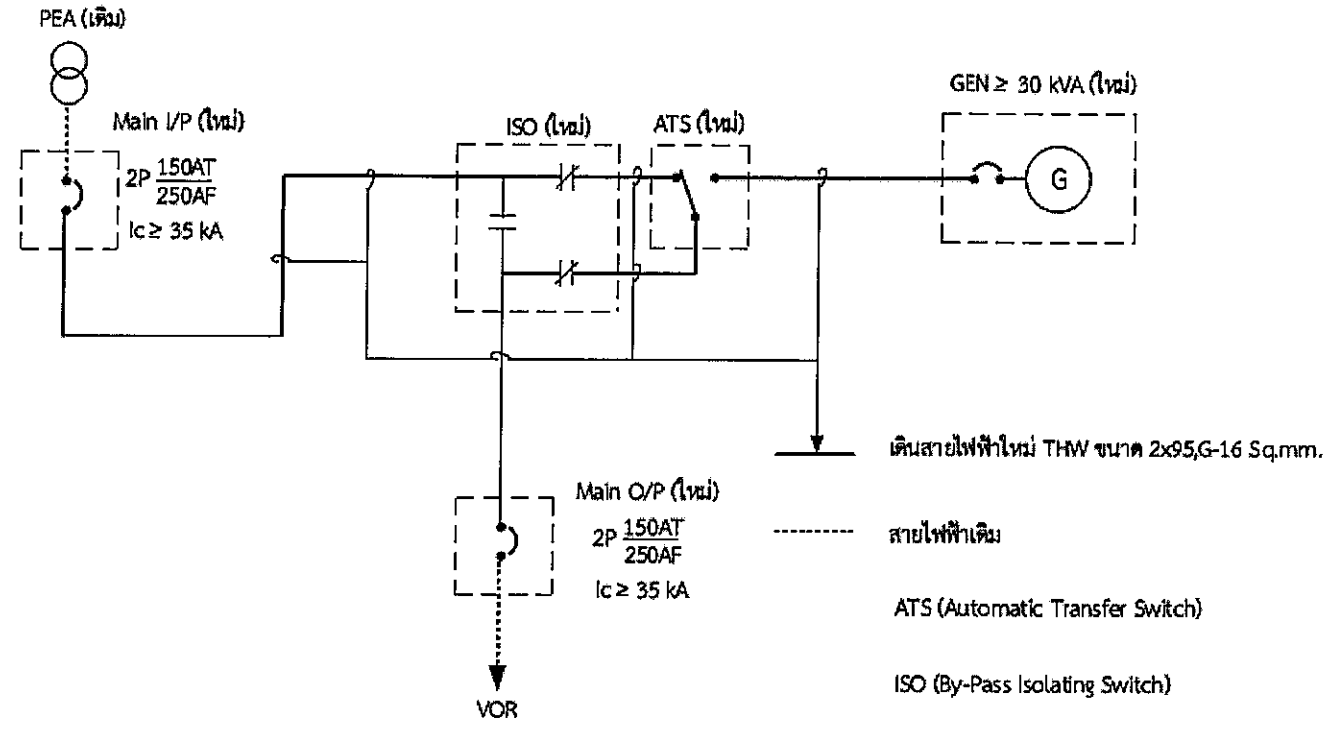 PEA (เดิม)
Main I/P (ใหม่)
2P 150AT
250AF
Ic ≥ 35 kA
ISO (ใหม่)
ATS (ใหม่)
GEN ≥ 30 kVA (ใหม่)
G
Main O/P (ใหม่)
2P 150AT
250AF
Ic ≥ 35 kA
VOR
เดินสายไฟฟ้าใหม่ THW ขนาด 2x95,G-16 Sq.mm.
สายไฟฟ้าเดิม
ATS (Automatic Transfer Switch)
ISO (By-Pass Isolating Switch)